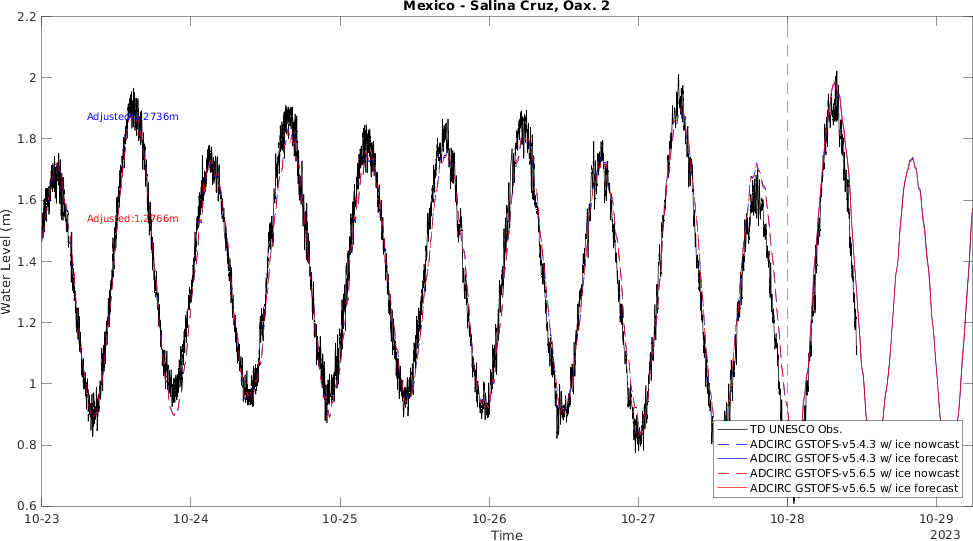 Mexico - Salina Cruz, Oax. 2
2.2
2
1.8
1.6
1.4
1.2
1
0.8
0.6
Water Level (m)
Adjusted: 2736m
Adjusted:1.2766m
TD UNESCO Obs.
ADCIRC GSTOFS-v5.4.3 w/ ice nowcast
ADCIRC GSTOFS-v5.4.3 w/ ice forecast
ADCIRC GSTOFS-v5.6.5 w/ ice nowcast
ADCIRC GSTOFS-v5.6.5 w/ ice forecast
10-23
10-24
10-25
10-26
10-27
10-28
10-29
2023
Time